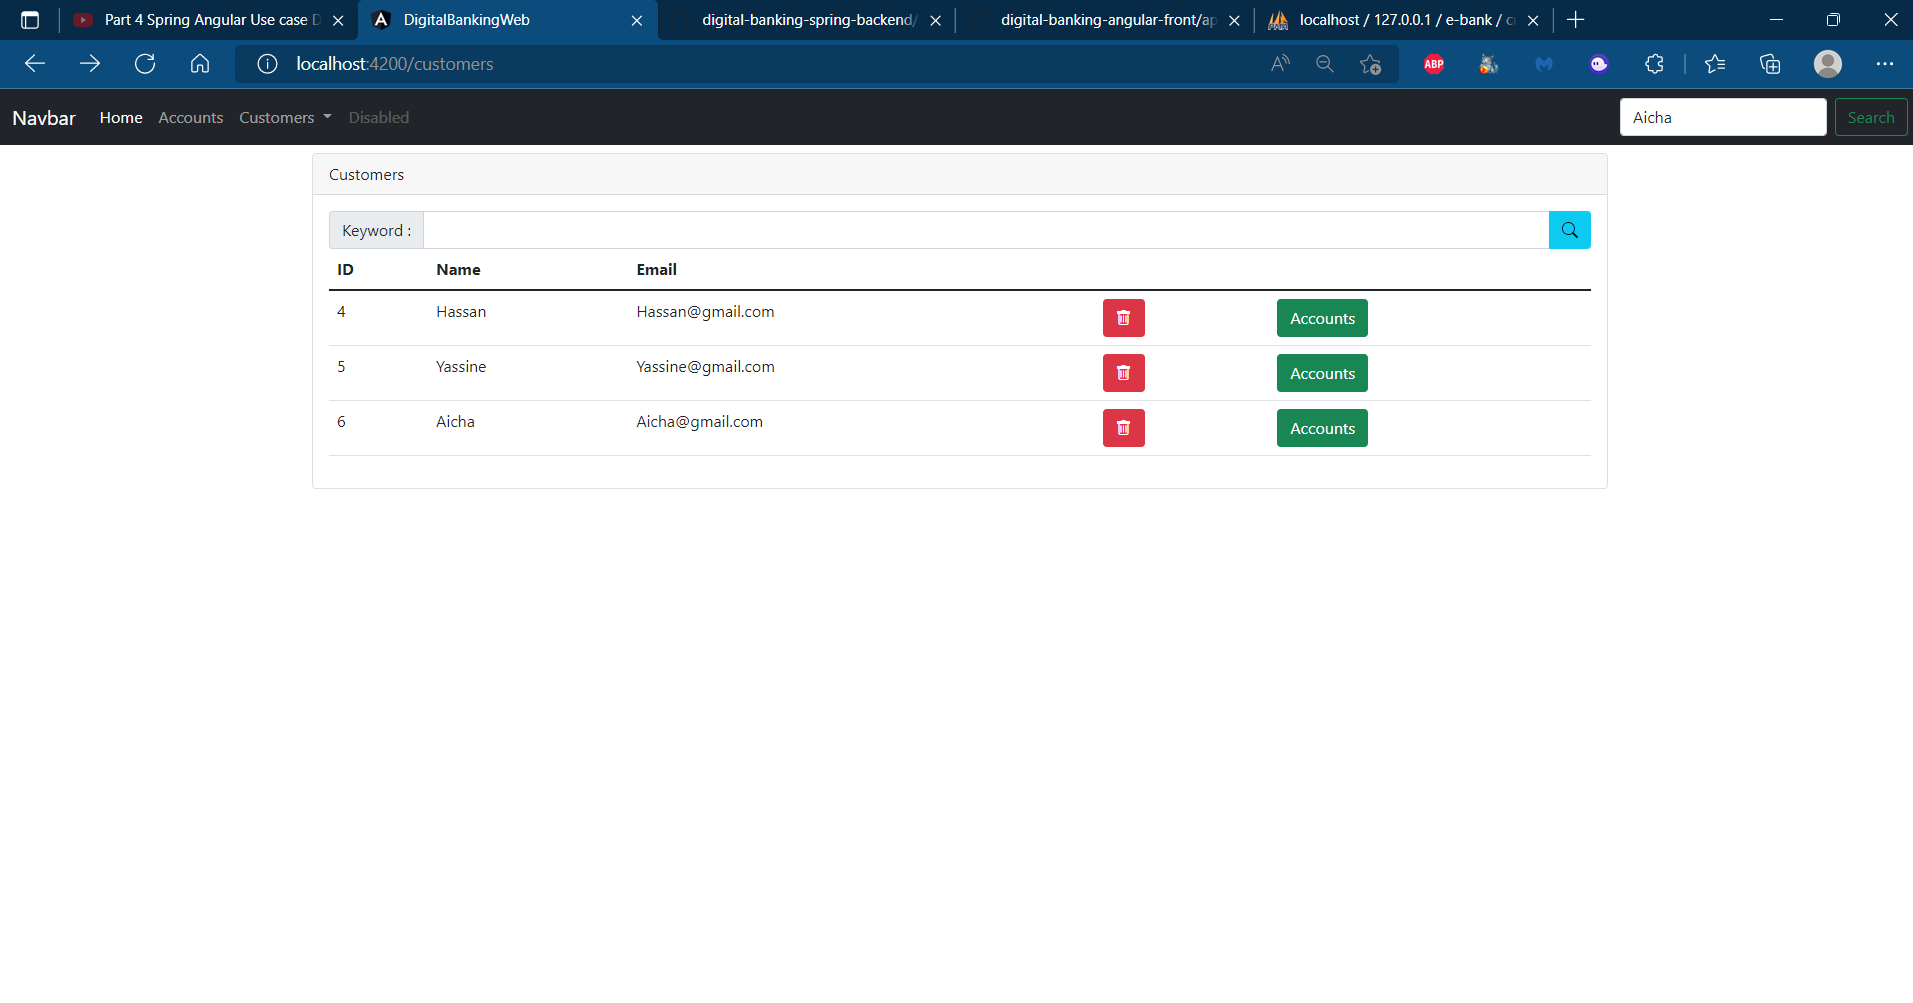 Part 4 Spring Angular Use case D
DigitalBankingWeb
digital-banking-spring-backend/
digital-banking-angular-front/ap
localhost / 127.0.0.1 / e-bank / c
localhost:4200/customers
ABP
Navbar Home Accounts Customers Disabled Aicha Search
Customers
Keyword :
ID Name Email
4 Hassan Hassan@gmail.com Accounts
5 Yassine Yassine@gmail.com Accounts
6 Aicha Aicha@gmail.com Accounts